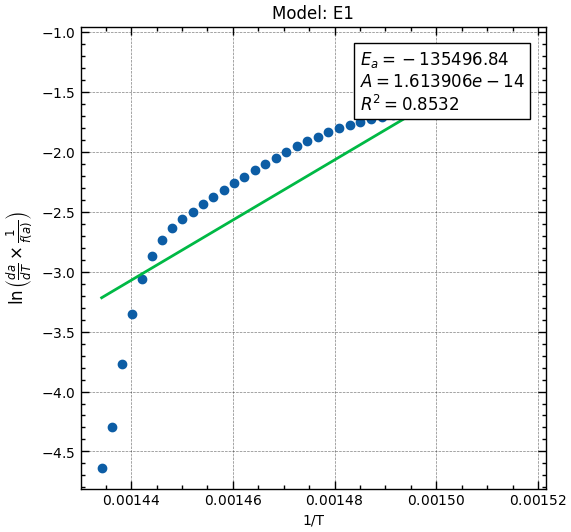 Model: E1
E_a = −135496.84
A = 1.613906e − 14
R^2 = 0.8532
−1.0
−1.5
−2.0
−2.5
−3.0
−3.5
−4.0
−4.5
ln(da/dT × 1/f(a))
0.00144 0.00146 0.00148 0.00150 0.00152
1/T